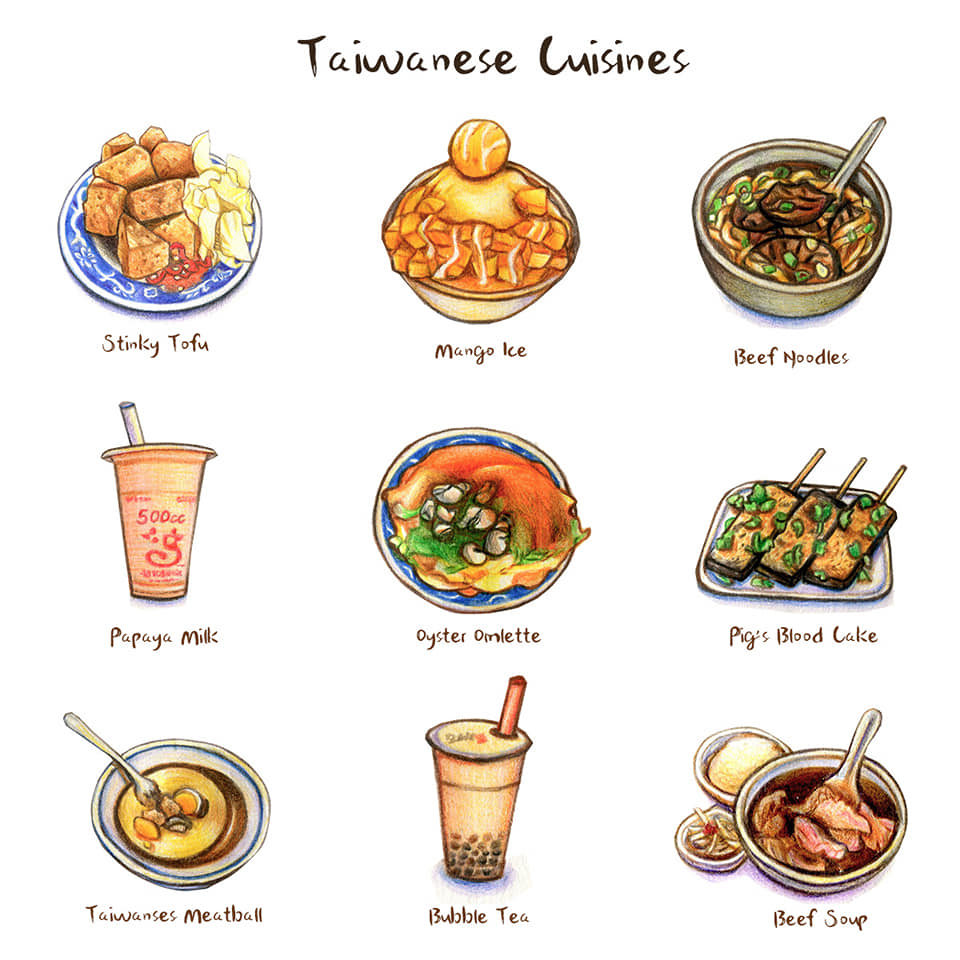 Taiwanese Cuisines
Stinky Tofu
Mango Ice
Beef Noodles
500cc
Papaya Milk
Oyster Omlette
Pig's Blood Cake
Taiwanses Meatball
Bubble Tea
Beef Soup